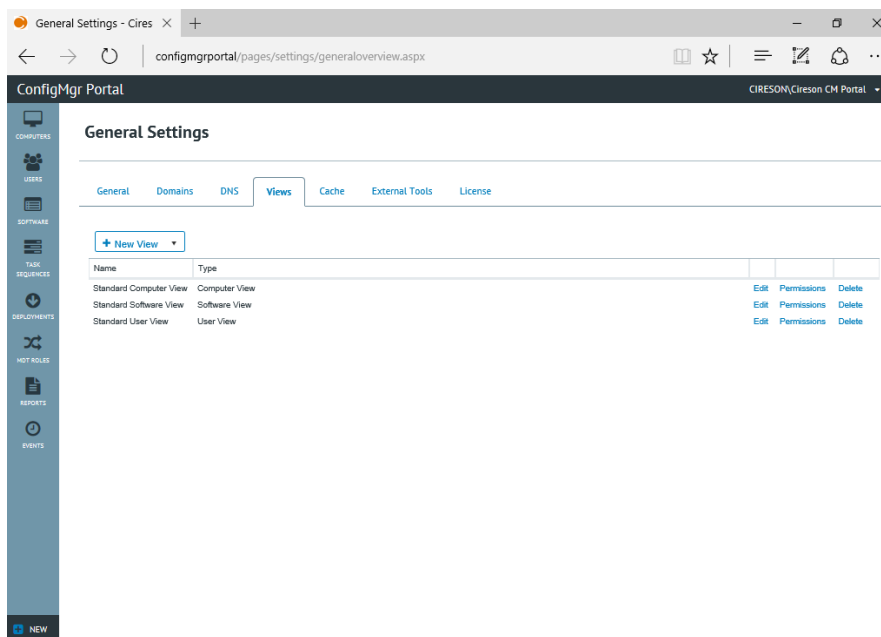 General Settings - Cires
configmgrportal/pages/settings/generaloverview.aspx
ConfigMgr Portal
CIRESON\Cireson CM Portal
COMPUTERS
USERS
SOFTWARE
TASK
SEQUENCES
DEPLOYMENTS
MDT ROLES
REPORTS
EVENTS
NEW
General Settings
General Domains DNS Views Cache External Tools License
+ New View
Name Type
Standard Computer View Computer View Edit Permissions Delete
Standard Software View Software View Edit Permissions Delete
Standard User View User View Edit Permissions Delete